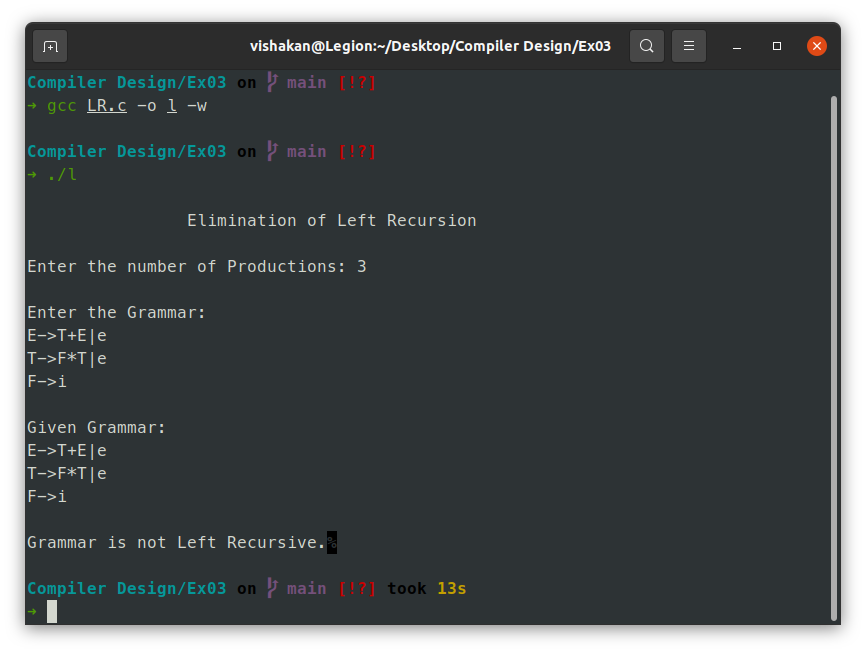 vishakan@Legion:~/Desktop/Compiler Design/Ex03
Compiler Design/Ex03 on main [!?]
➜ gcc LR.c -o l -w
Compiler Design/Ex03 on main [!?]
➜ ./l
Elimination of Left Recursion
Enter the number of Productions: 3
Enter the Grammar:
E->T+E|e
T->F*T|e
F->i
Given Grammar:
E->T+E|e
T->F*T|e
F->i
Grammar is not Left Recursive.%
Compiler Design/Ex03 on main [!?] took 13s
➜